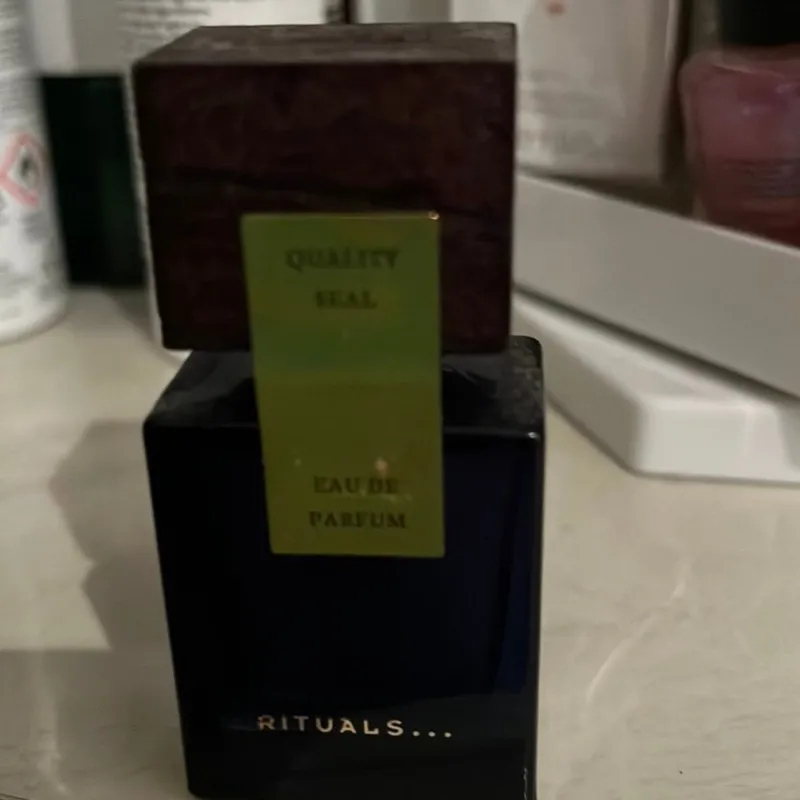 QUALITY
SEAL
EAU DE
PARFUM
RITUALS...